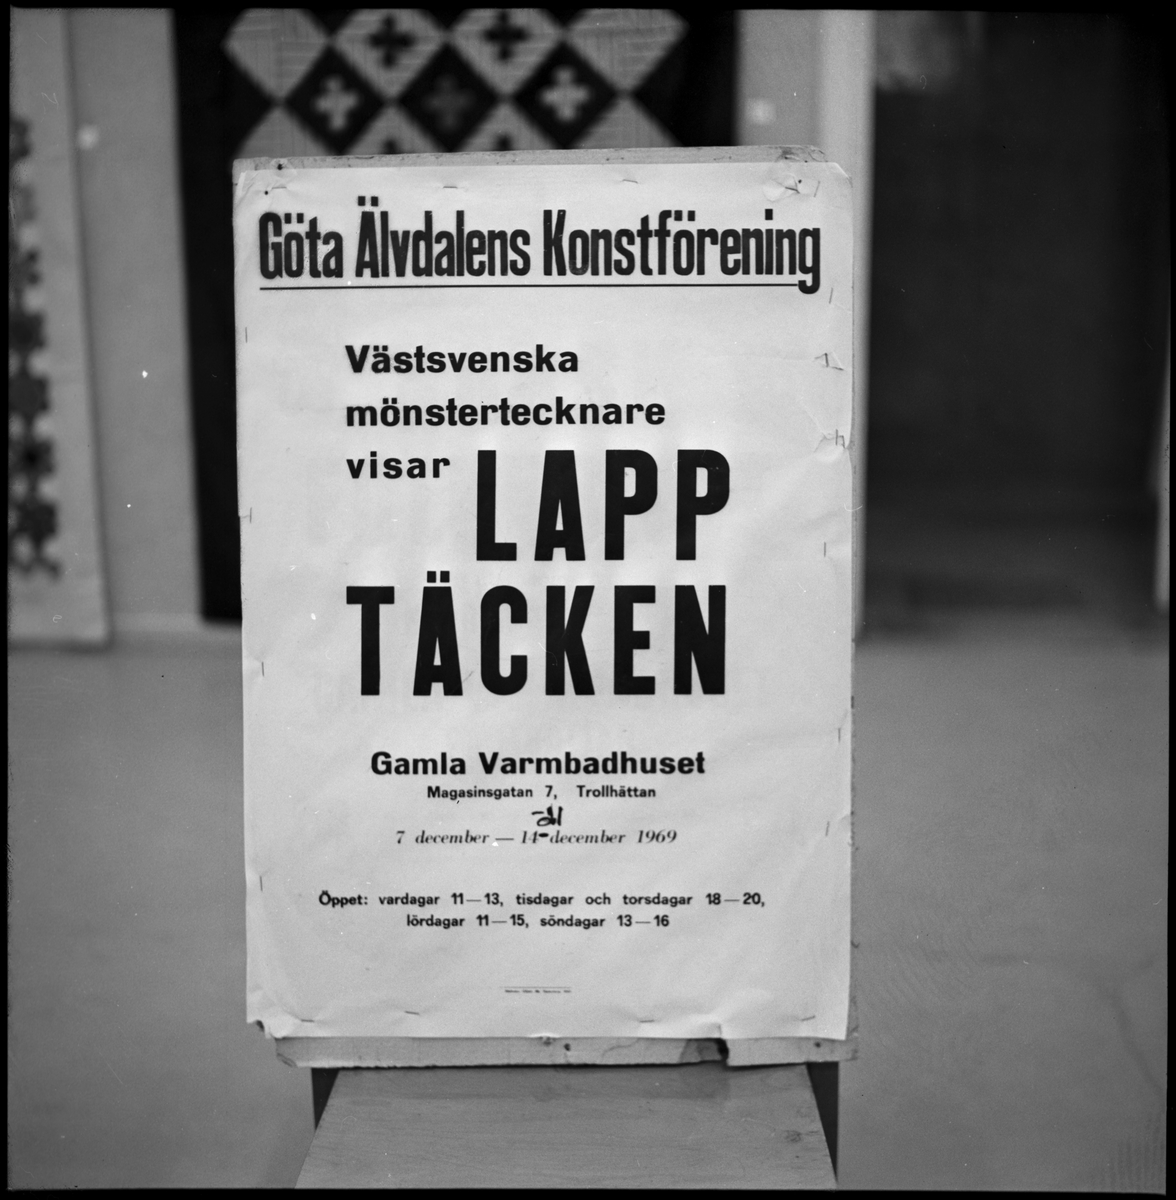 Göta Älvdalens Konstförening
Västsvenska
mönstertecknare
visar LAPP
TÄCKEN
Gamla Varmbadhuset
Magasinsgatan 7, Trollhättan
7 december — 14 december 1969
Öppet: vardagar 11—13, tisdagar och torsdagar 18—20,
lördagar 11—15, söndagar 13—16